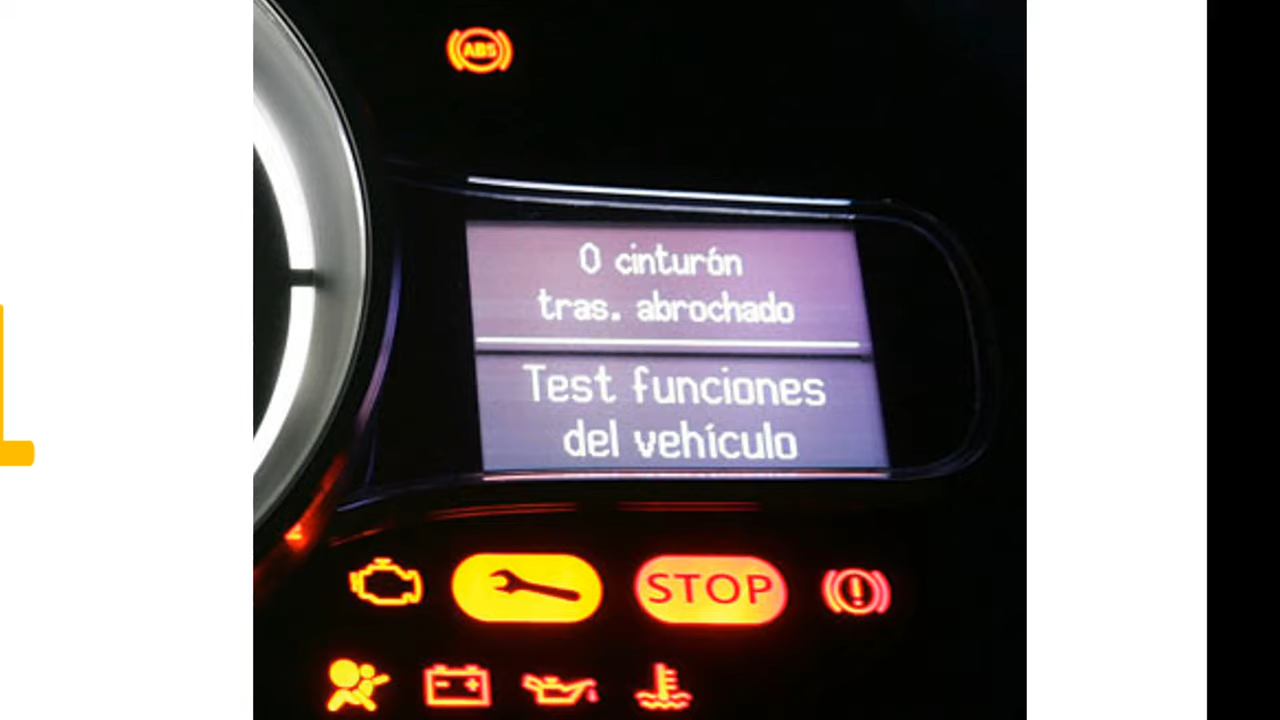 ABS
0 cinturón
tras. abrochado
Test funciones
del vehículo
STOP